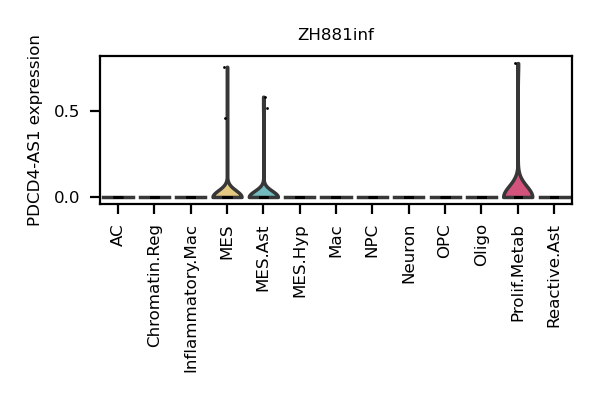 ZH881inf
PDCD4-AS1 expression
0.5
0.0
AC
Chromatin.Reg
Inflammatory.Mac
MES
MES.Ast
MES.Hyp
Mac
NPC
Neuron
OPC
Oligo
Prolif.Metab
Reactive.Ast